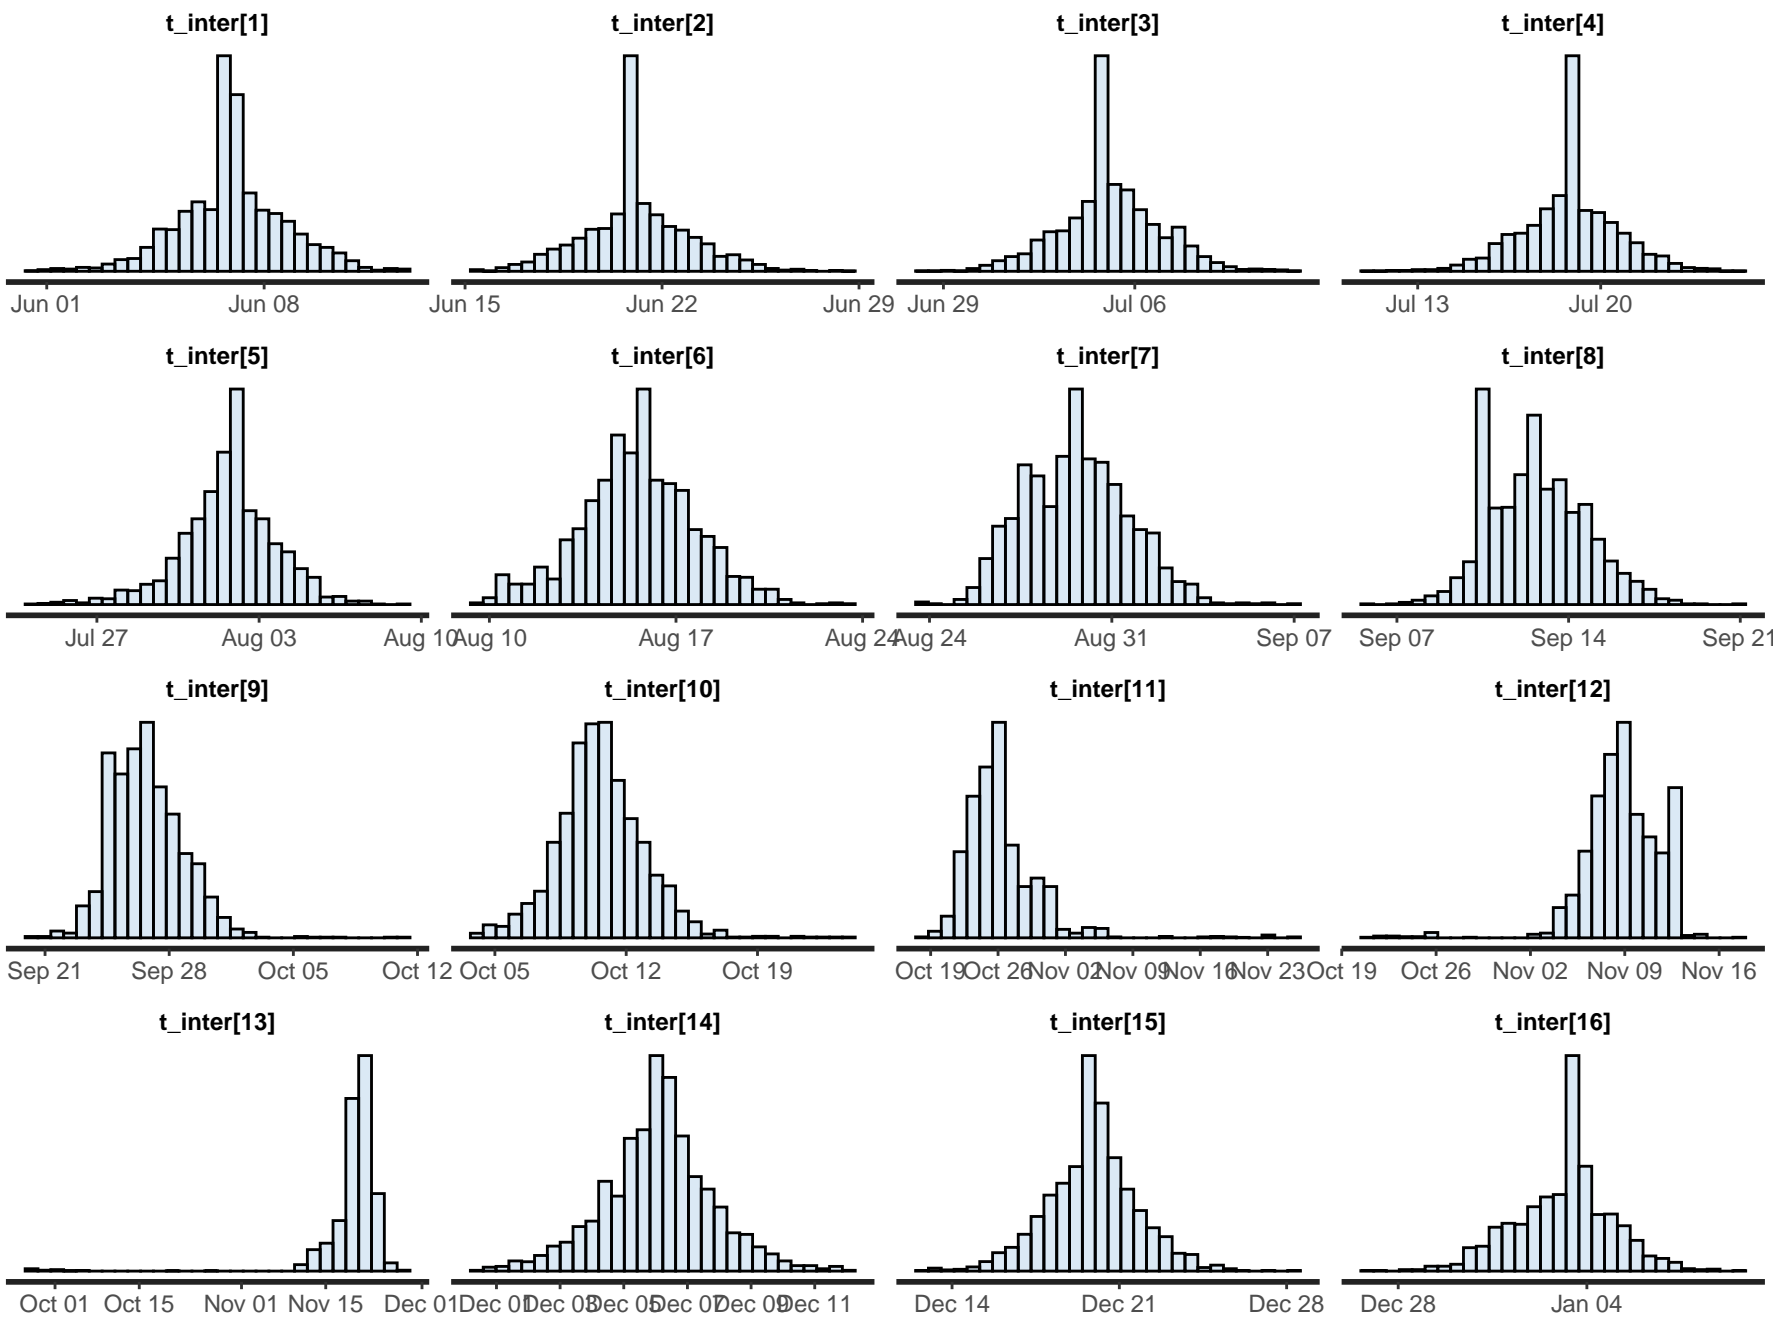 t_inter[1] t_inter[2] t_inter[3] t_inter[4]
Jun 01 Jun 08 Jun 15 Jun 22 Jun 29 Jun 29 Jul 06 Jul 13 Jul 20
t_inter[5] t_inter[6] t_inter[7] t_inter[8]
Jul 27 Aug 03 Aug 10 Aug 10 Aug 17 Aug 24 Aug 24 Aug 31 Sep 07 Sep 07 Sep 14 Sep 21
t_inter[9] t_inter[10] t_inter[11] t_inter[12]
Sep 21 Sep 28 Oct 05 Oct 12 Oct 05 Oct 12 Oct 19 Oct 19 Oct 26 Nov 02 Nov 09 Nov 16 Nov 23 Oct 19 Oct 26 Nov 02 Nov 09 Nov 16
t_inter[13] t_inter[14] t_inter[15] t_inter[16]
Oct 01 Oct 15 Nov 01 Nov 15 Dec 01 Dec 01 Dec 03 Dec 05 Dec 07 Dec 09 Dec 11 Dec 14 Dec 21 Dec 28 Dec 28 Jan 04